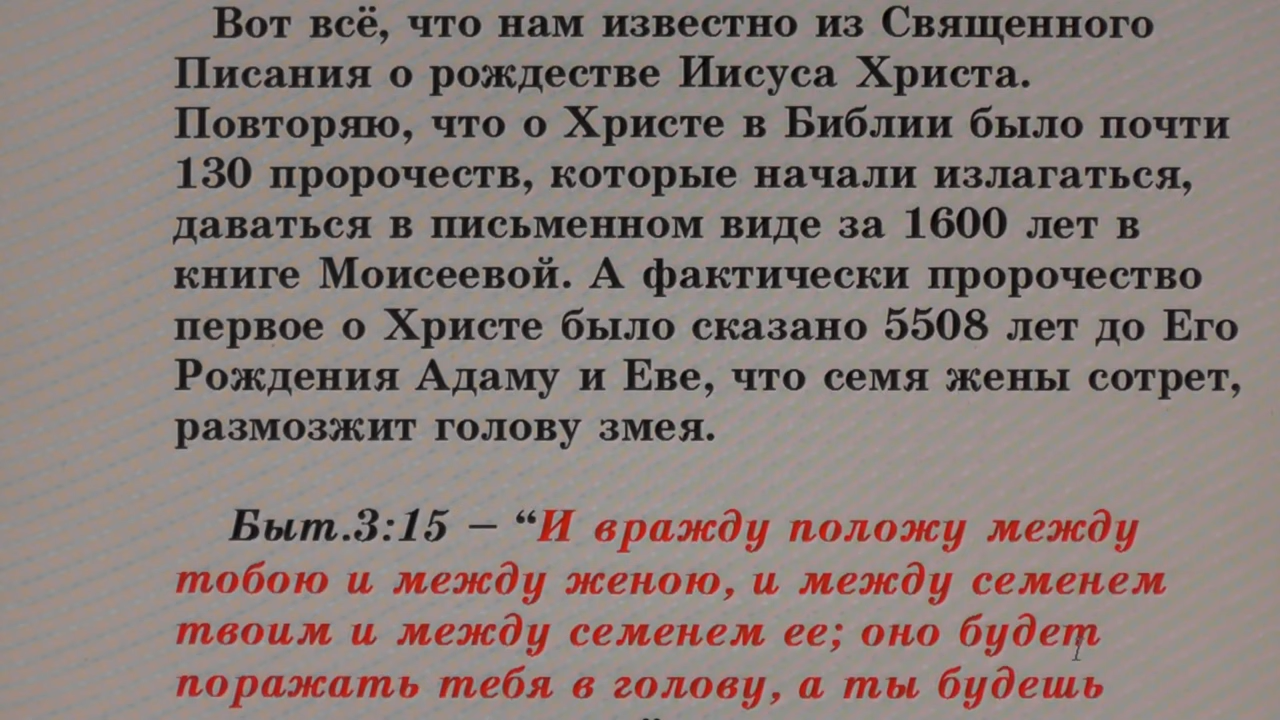 Вот всё, что нам известно из Священного
Писания о рождестве Иисуса Христа.
Повторяю, что о Христе в Библии было почти
130 пророчеств, которые начали излагаться,
даваться в письменном виде за 1600 лет в
книге Моисеевой. А фактически пророчество
первое о Христе было сказано 5508 лет до Его
Рождения Адаму и Еве, что семя жены сотрет,
размозжит голову змея.
Быт.3:15 – “И вражду положу между
тобою и между женою, и между семенем
твоим и между семенем ее; оно будет
поражать тебя в голову, а ты будешь